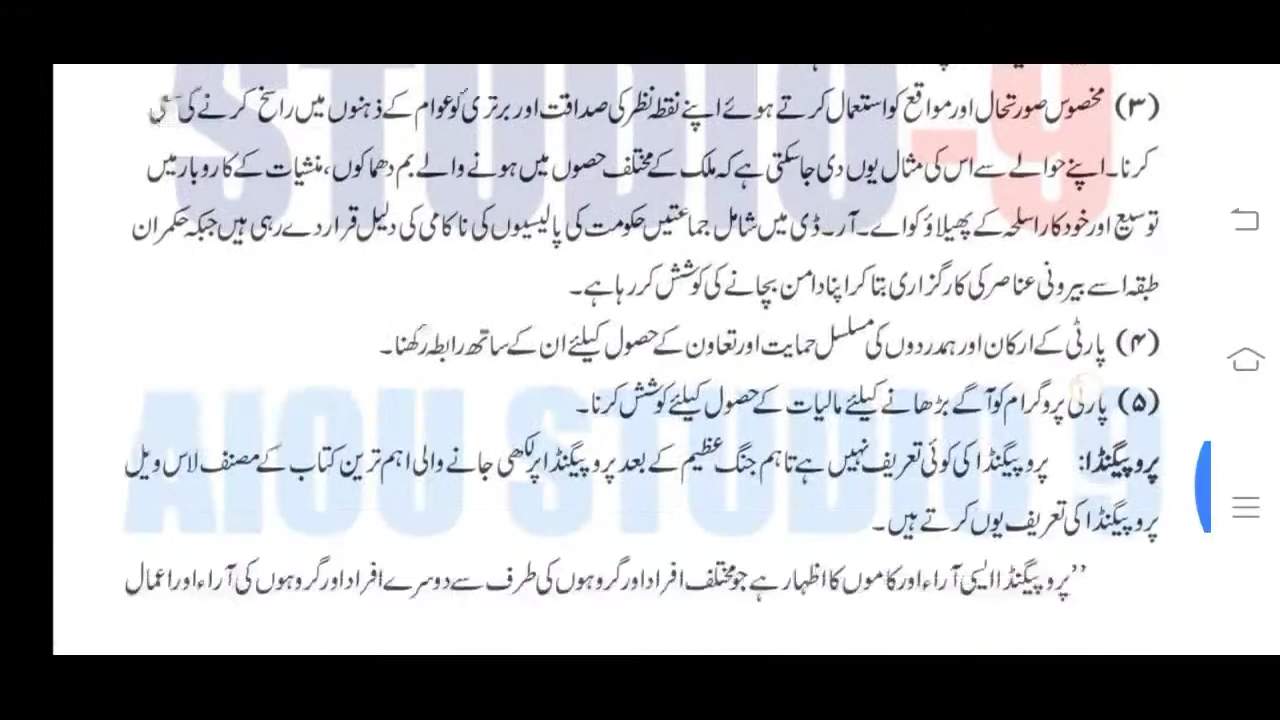 STUDIO-9
(۳) مخصوص صورتحال اور مواقع کو استعمال کرتے ہوئے اپنے نقطہ نظر کی صداقت اور برتری کو عوام کے ذہنوں میں راسخ کرنے کی سعی
کرنا۔ اپنے حوالے سے اس کی مثال یوں دی جاسکتی ہے کہ ملک کے مختلف حصوں میں ہونے والے بم دھماکوں، منشیات کے کاروبار میں
توسیع اور خودکار اسلحہ کے پھیلاؤ کو اے۔ آر۔ ڈی میں شامل جماعتیں حکومت کی پالیسیوں کی ناکامی کی دلیل قرار دے رہی ہیں جبکہ حکمران
طبقہ اسے بیرونی عناصر کی کارگزاری بتا کر اپنا دامن بچانے کی کوشش کر رہا ہے۔
(۴) پارٹی کے ارکان اور ہمدردوں کی مسلسل حمایت اور تعاون کے حصول کیلئے ان کے ساتھ رابطہ رکھنا۔
(۵) پارٹی پروگرام کو آگے بڑھانے کیلئے مالیات کے حصول کیلئے کوشش کرنا۔
پروپیگنڈا: پروپیگنڈا کی کوئی تعریف نہیں ہے تاہم جنگ عظیم کے بعد پروپیگنڈا پر لکھی جانے والی اہم ترین کتاب کے مصنف لاس ویل
پروپیگنڈا کی تعریف یوں کرتے ہیں۔
AIOU STUDIO 9
”پروپیگنڈا ایسی آراء اور کاموں کا اظہار ہے جو مختلف افراد اور گروہوں کی طرف سے دوسرے افراد اور گروہوں کی آراء اور اعمال